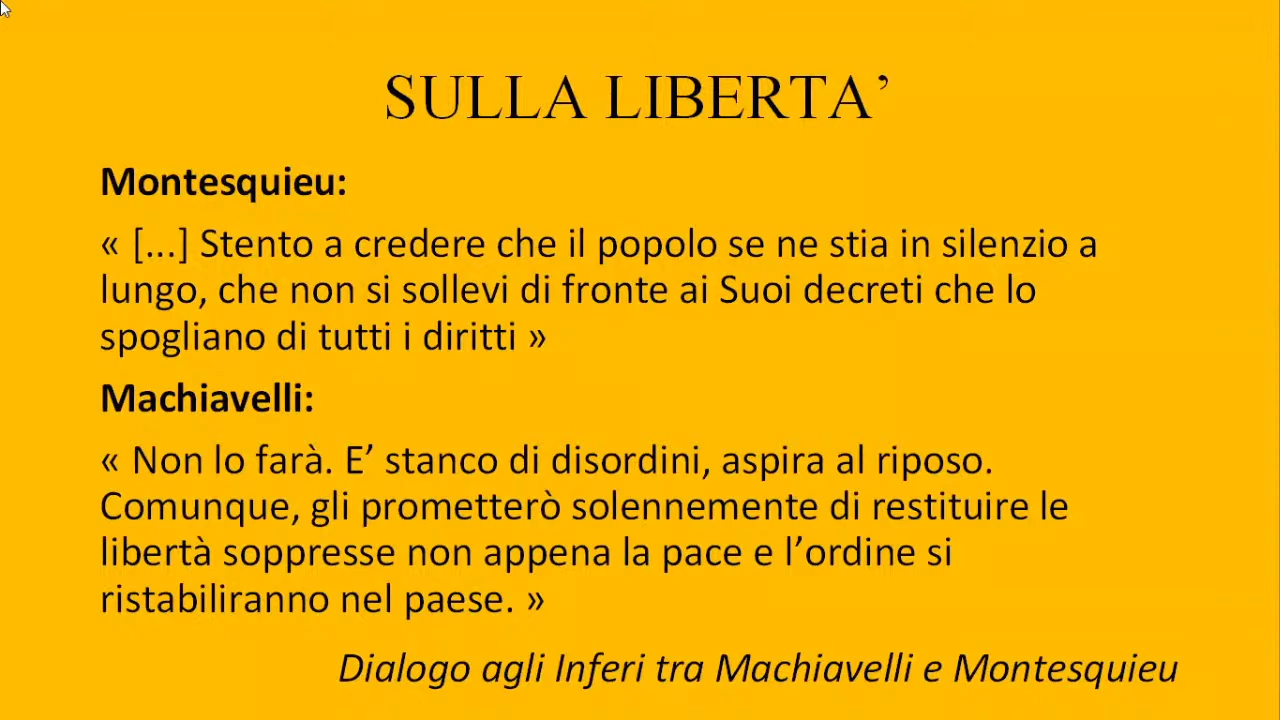 SULLA LIBERTA’
Montesquieu:
« [...] Stento a credere che il popolo se ne stia in silenzio a
lungo, che non si sollevi di fronte ai Suoi decreti che lo
spogliano di tutti i diritti »
Machiavelli:
« Non lo farà. E’ stanco di disordini, aspira al riposo.
Comunque, gli prometterò solennemente di restituire le
libertà soppresse non appena la pace e l’ordine si
ristabiliranno nel paese. »
Dialogo agli Inferi tra Machiavelli e Montesquieu